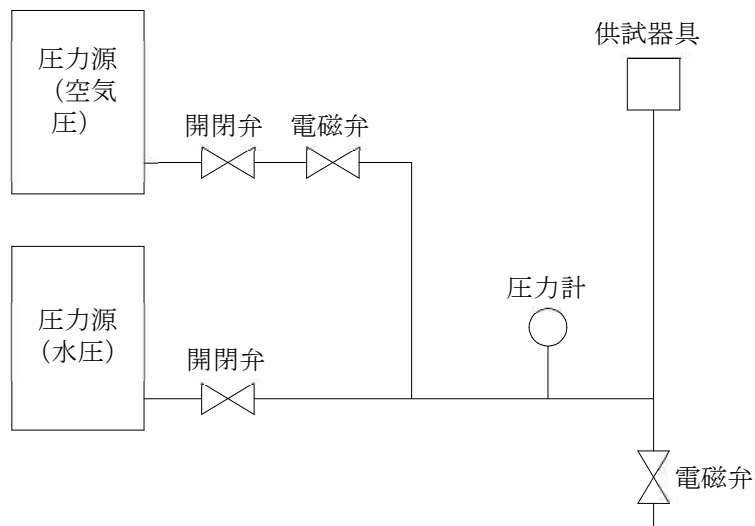 圧力源
（空気
圧）
開閉弁
電磁弁
供試器具
圧力源
（水圧）
開閉弁
圧力計
電磁弁